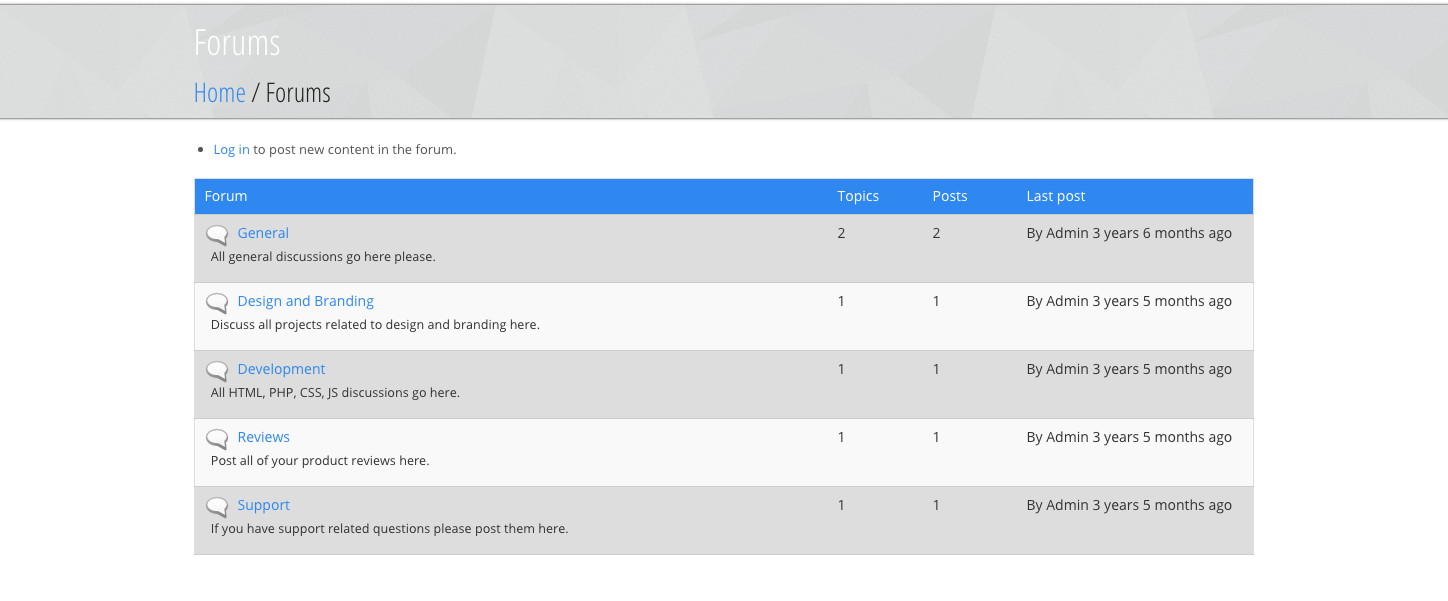 Forums
Home / Forums
Log in to post new content in the forum.
Forum Topics Posts Last post
General 2 2 By Admin 3 years 6 months ago
All general discussions go here please.
Design and Branding 1 1 By Admin 3 years 5 months ago
Discuss all projects related to design and branding here.
Development 1 1 By Admin 3 years 5 months ago
All HTML, PHP, CSS, JS discussions go here.
Reviews 1 1 By Admin 3 years 5 months ago
Post all of your product reviews here.
Support 1 1 By Admin 3 years 5 months ago
If you have support related questions please post them here.